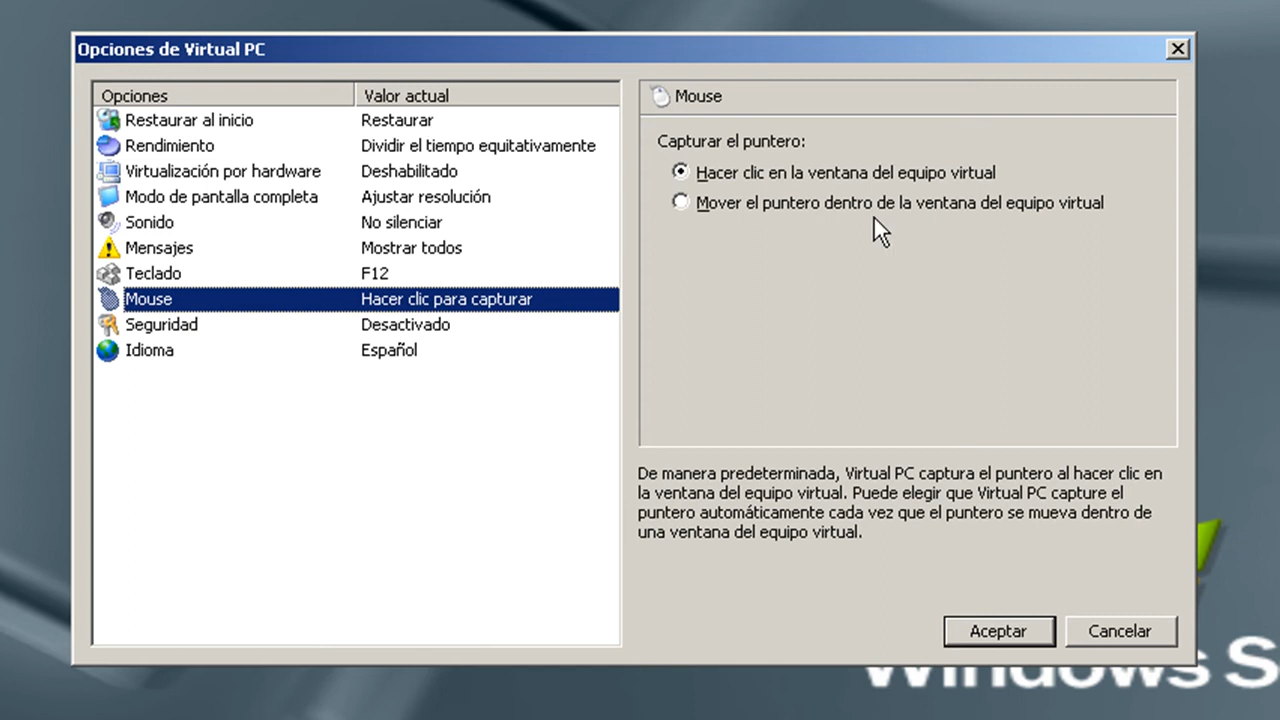 Opciones de Virtual PC
Opciones Valor actual
Restaurar al inicio Restaurar
Rendimiento Dividir el tiempo equitativamente
Virtualización por hardware Deshabilitado
Modo de pantalla completa Ajustar resolución
Sonido No silenciar
Mensajes Mostrar todos
Teclado F12
Mouse Hacer clic para capturar
Seguridad Desactivado
Idioma Español
Mouse
Capturar el puntero:
Hacer clic en la ventana del equipo virtual
Mover el puntero dentro de la ventana del equipo virtual
De manera predeterminada, Virtual PC captura el puntero al hacer clic en
la ventana del equipo virtual. Puede elegir que Virtual PC capture el
puntero automáticamente cada vez que el puntero se mueva dentro de
una ventana del equipo virtual.
Aceptar Cancelar
Windows S